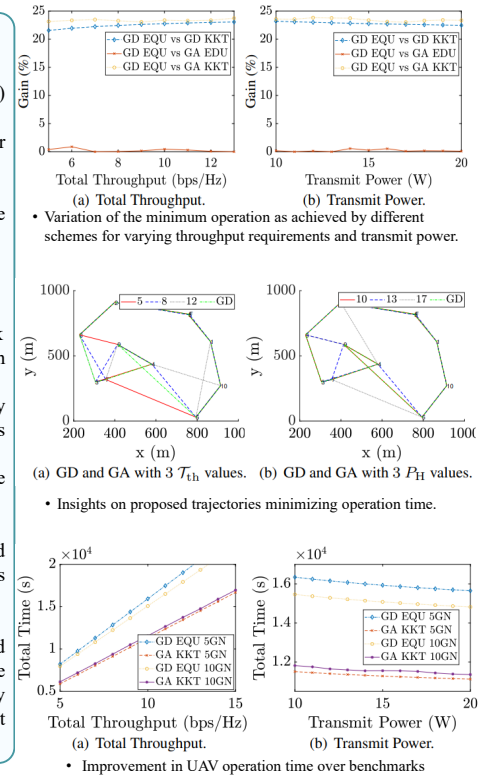 25
20
15
10
5
0
Gain (%)
GD EQU vs GD KKT
GD EQU vs GA EDU
GD EQU vs GA KKT
6 8 10 12
Total Throughput (bps/Hz)
(a) Total Throughput.
25
20
15
10
5
0
Gain (%)
GD EQU vs GD KKT
GD EQU vs GA EDU
GD EQU vs GA KKT
10 15 20
Transmit Power (W)
(b) Transmit Power.
• Variation of the minimum operation as achieved by different
schemes for varying throughput requirements and transmit power.
1000
500
0
y (m)
5 8 12 GD
10
200 400 600 800 100
x (m)
(a) GD and GA with 3 𝒯th values.
1000
500
0
y (m)
10 13 17 GD
10
200 400 600 800 100
x (m)
(b) GD and GA with 3 PH values.
• Insights on proposed trajectories minimizing operation time.
×10⁴
2
1.5
1
0.5
Total Time (s)
GD EQU 5GN
GA KKT 5GN
GD EQU 10GN
GA KKT 10GN
5 10 15
Total Throughput (bps/Hz)
(a) Total Throughput.
×10⁴
1.6
1.4
1.2
Total Time (s)
GD EQU 5GN
GA KKT 5GN
GD EQU 10GN
GA KKT 10GN
10 15 20
Transmit Power (W)
(b) Transmit Power.
• Improvement in UAV operation time over benchmarks